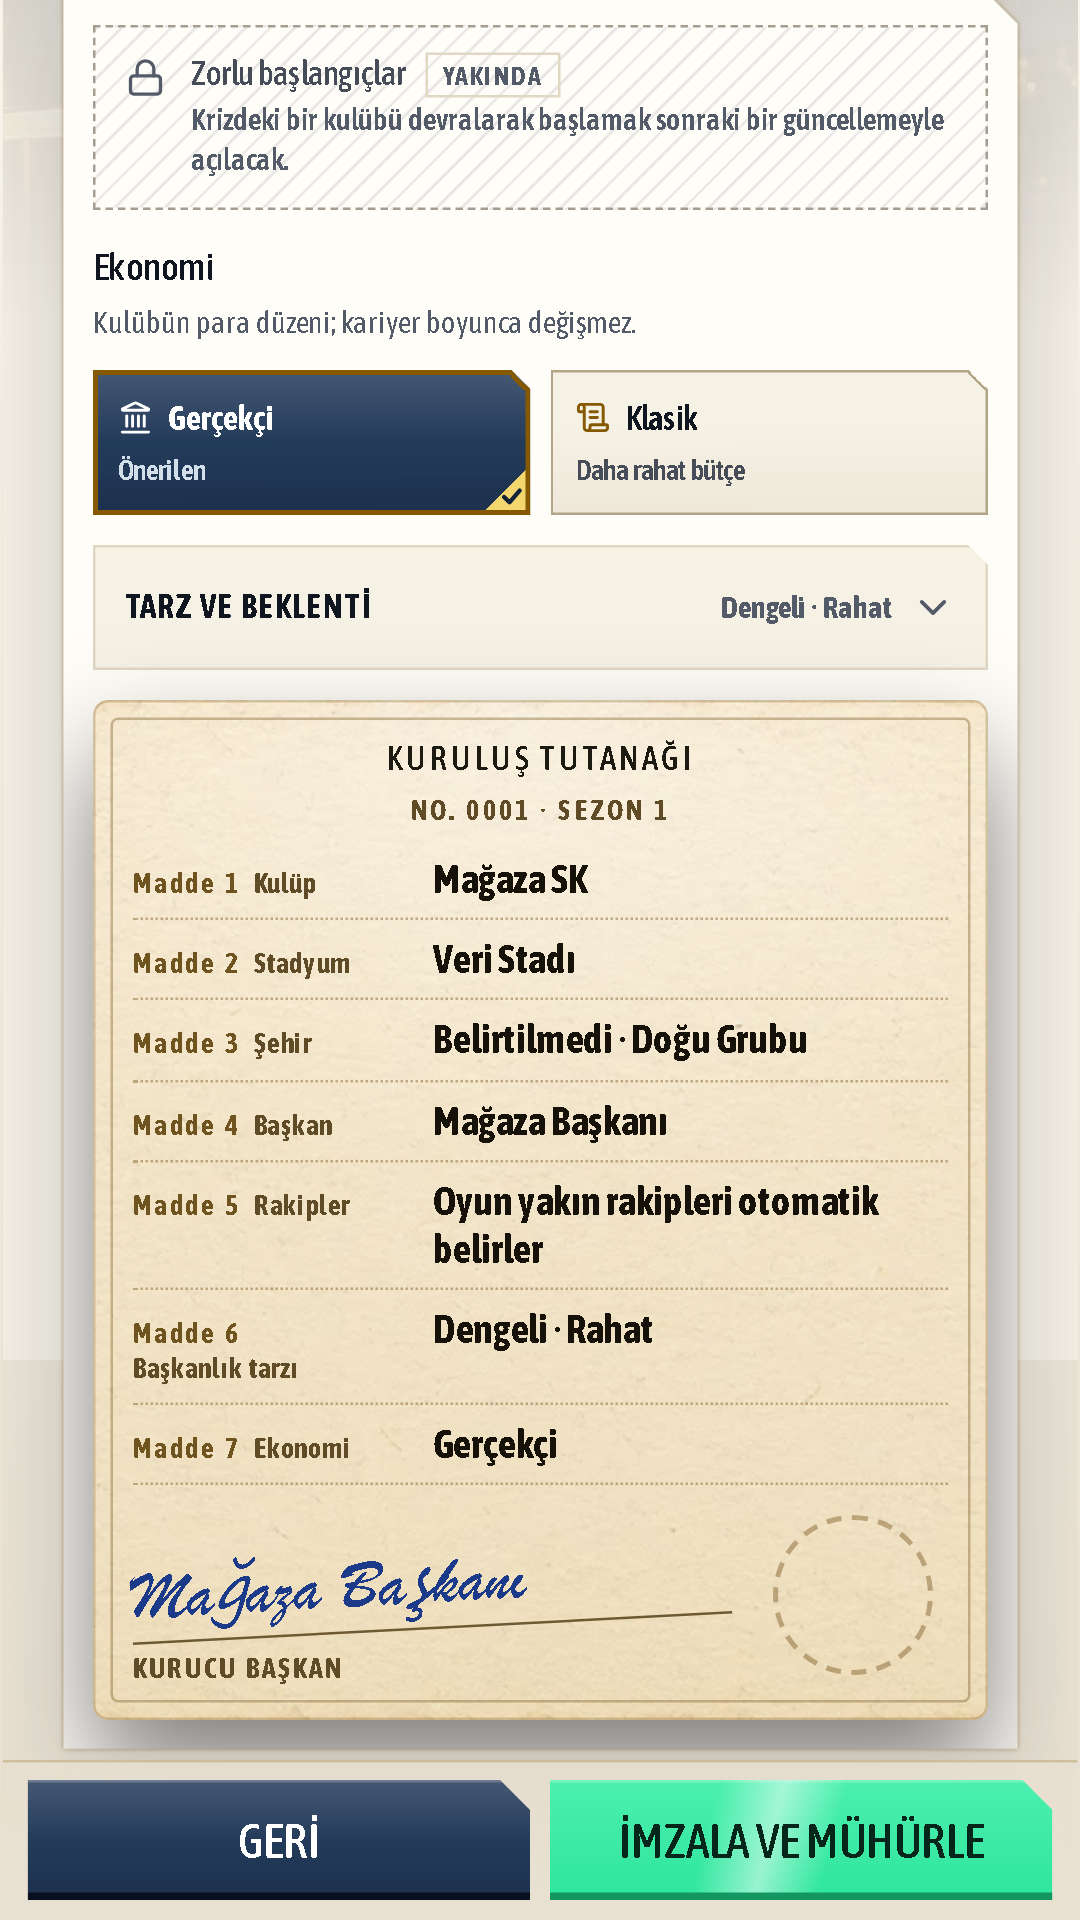 Zorlu başlangıçlar YAKINDA
Krizdeki bir kulübü devralarak başlamak sonraki bir güncellemeyle
açılacak.
Ekonomi
Kulübün para düzeni; kariyer boyunca değişmez.
Gerçekçi
Önerilen
Klasik
Daha rahat bütçe
TARZ VE BEKLENTİ Dengeli · Rahat
KURULUŞ TUTANAĞI
NO. 0001 · SEZON 1
Madde 1 Kulüp Mağaza SK
Madde 2 Stadyum Veri Stadı
Madde 3 Şehir Belirtilmedi · Doğu Grubu
Madde 4 Başkan Mağaza Başkanı
Madde 5 Rakipler Oyun yakın rakipleri otomatik
belirler
Madde 6 Dengeli · Rahat
Başkanlık tarzı
Madde 7 Ekonomi Gerçekçi
Mağaza Başkanı
KURUCU BAŞKAN
GERİ İMZALA VE MÜHÜRLE